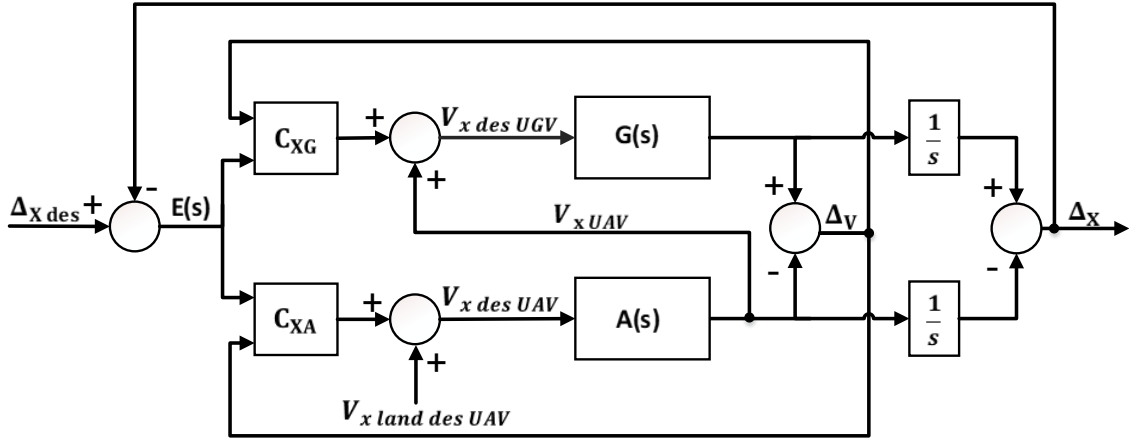 -
C_XG
+
V_x des UGV
G(s)
1/s
+
+
+
Δ_X des
+
E(s)
V_x UAV
Δ_V
Δ_X
-
-
C_XA
+
V_x des UAV
A(s)
1/s
+
V_x land des UAV